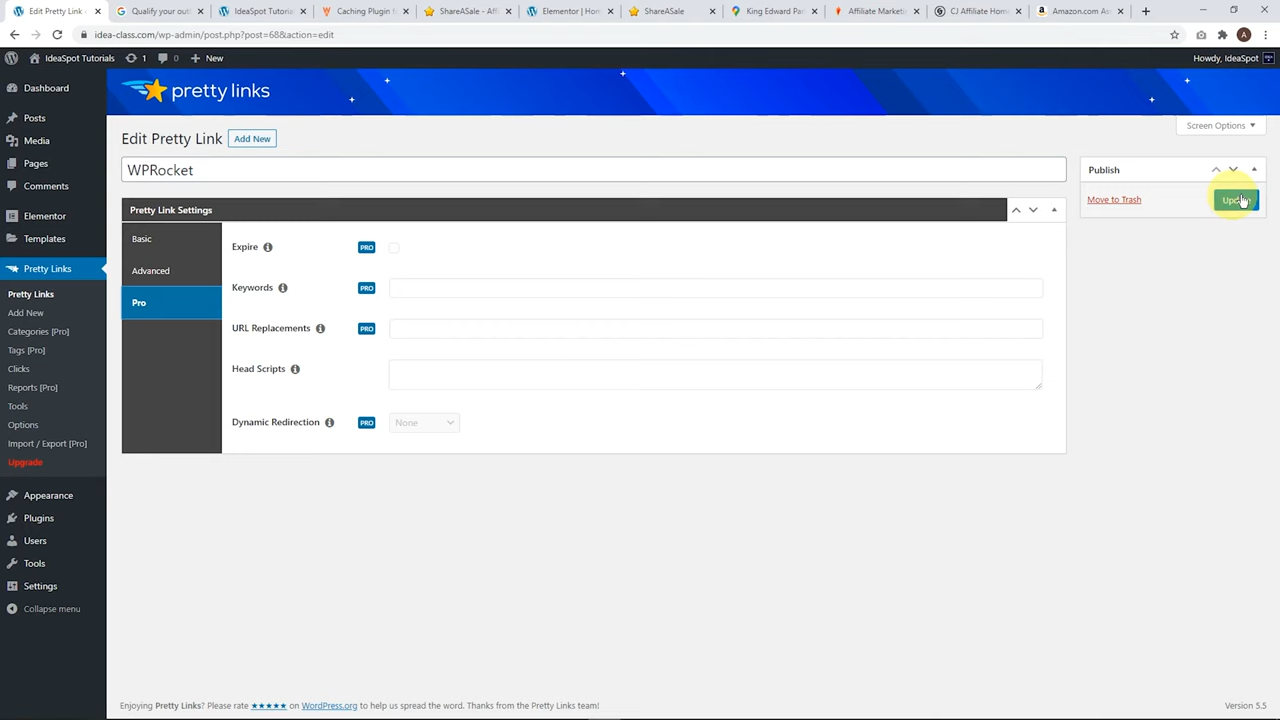 Edit Pretty Link
Qualify your out
IdeaSpot Tutoria
Caching Plugin f
ShareASale - Aff
Elementor | Hom
ShareASale
King Edward Par
Affiliate Market
CJ Affiliate Hom
Amazon.com As
idea-class.com/wp-admin/post.php?post=68&action=edit
A
IdeaSpot Tutorials
1
0
New
Howdy, IdeaSpot
pretty links
Dashboard
Posts
Media
Pages
Comments
Elementor
Templates
Pretty Links
Pretty Links
Add New
Categories [Pro]
Tags [Pro]
Clicks
Reports [Pro]
Tools
Options
Import / Export [Pro]
Upgrade
Appearance
Plugins
Users
Tools
Settings
Collapse menu
Screen Options
Edit Pretty Link
Add New
WPRocket
Publish
Move to Trash
Pretty Link Settings
Basic
Advanced
Pro
Expire
PRO
Keywords
PRO
URL Replacements
PRO
Head Scripts
Dynamic Redirection
PRO
None
Enjoying Pretty Links? Please rate ★★★★★ on WordPress.org to help us spread the word. Thanks from the Pretty Links team!
Version 5.5